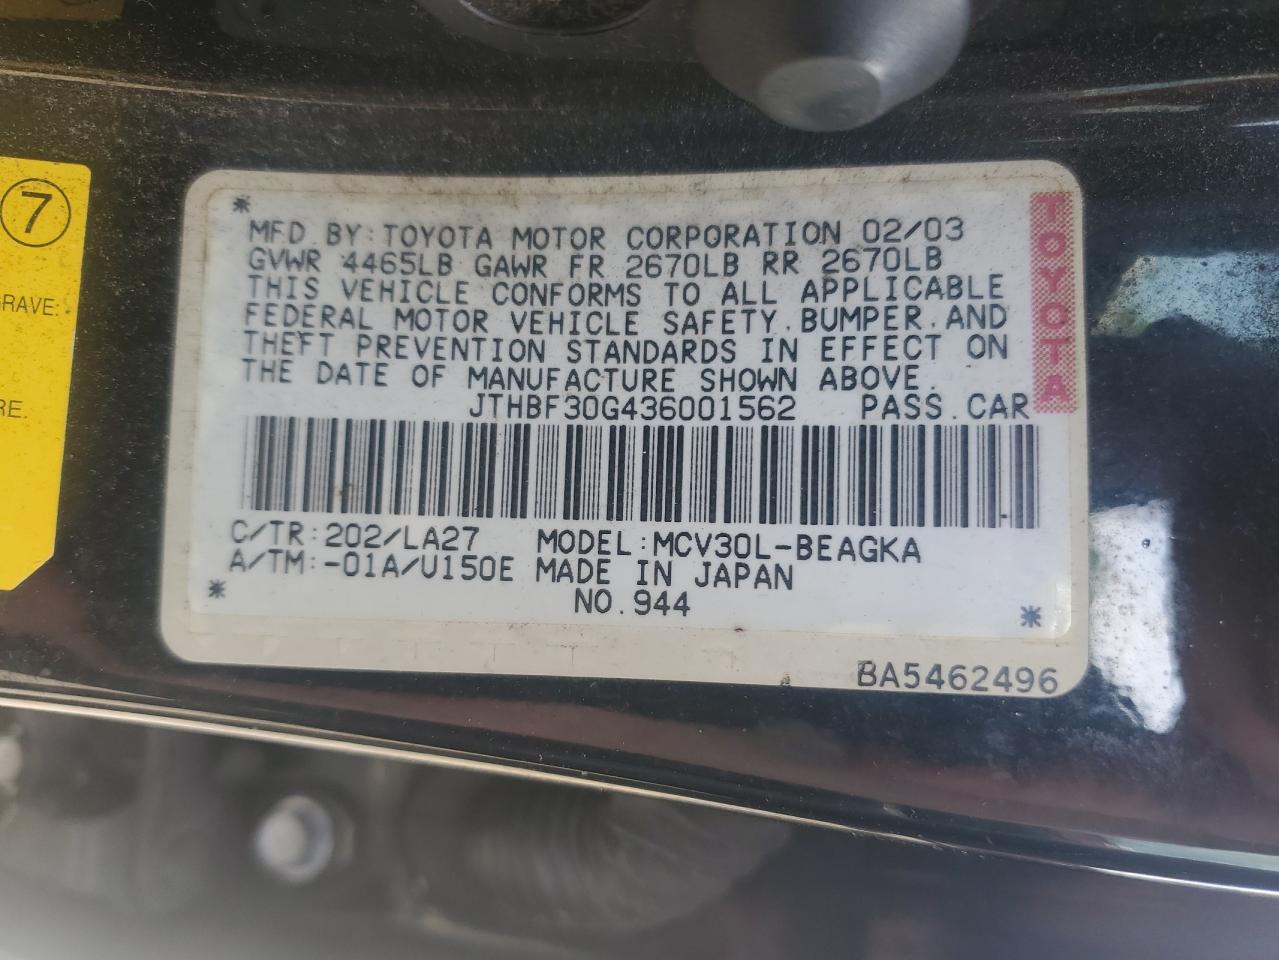 7
RAVE:
RE.
*
MFD BY:TOYOTA MOTOR CORPORATION 02/03
GVWR 4465LB GAWR FR 2670LB RR 2670LB
THIS VEHICLE CONFORMS TO ALL APPLICABLE
FEDERAL MOTOR VEHICLE SAFETY,BUMPER,AND
THEFT PREVENTION STANDARDS IN EFFECT ON
THE DATE OF MANUFACTURE SHOWN ABOVE.
JTHBF30G436001562 PASS.CAR
TOYOTA
C/TR:202/LA27 MODEL:MCV30L-BEAGKA
A/TM:-01A/U150E MADE IN JAPAN
* NO.944 *
BA5462496